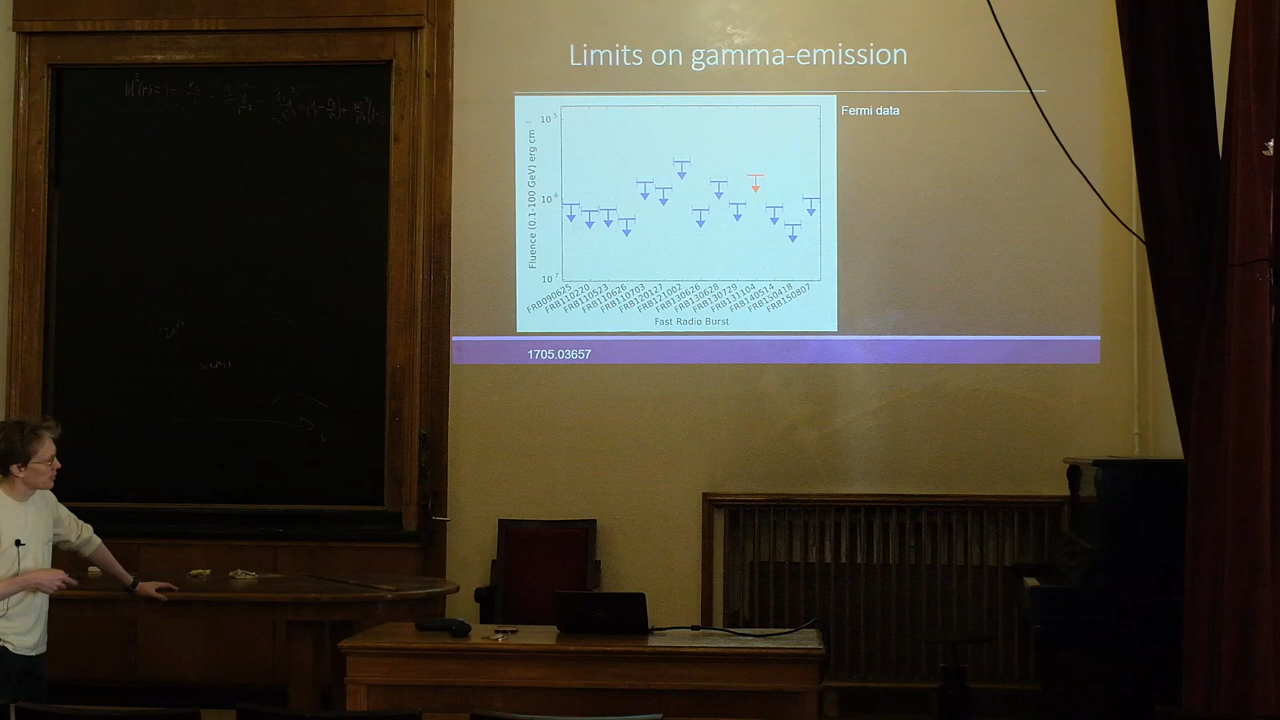 Limits on gamma-emission
Fermi data
Fluence (0.1-100 GeV) erg cm
10 5
10 6
10 7
FRB090625
FRB110220
FRB110523
FRB110626
FRB110703
FRB120127
FRB121002
FRB130626
FRB130628
FRB130729
FRB131104
FRB140514
FRB150418
FRB150807
Fast Radio Burst
1705.03657